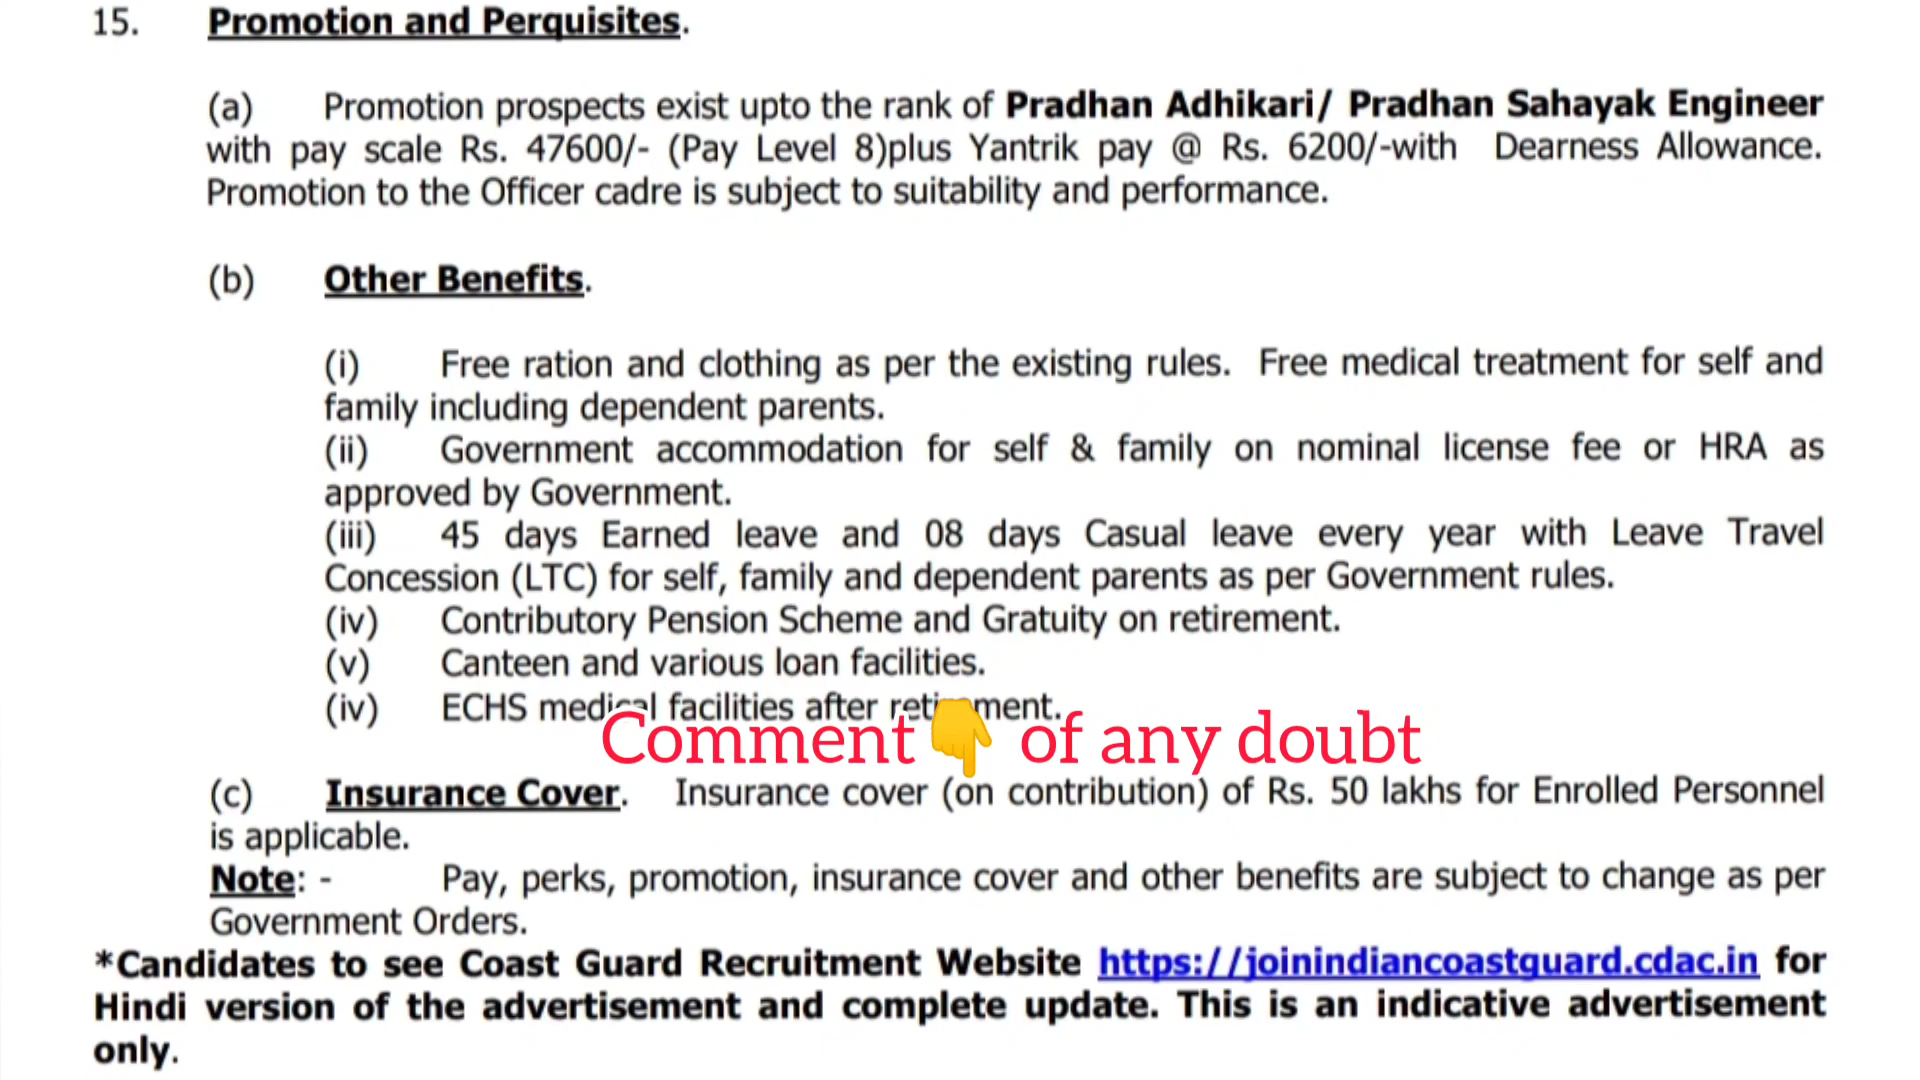 15. Promotion and Perquisites.
(a) Promotion prospects exist upto the rank of Pradhan Adhikari/ Pradhan Sahayak Engineer
with pay scale Rs. 47600/- (Pay Level 8)plus Yantrik pay @ Rs. 6200/-with Dearness Allowance.
Promotion to the Officer cadre is subject to suitability and performance.
(b) Other Benefits.
(i) Free ration and clothing as per the existing rules. Free medical treatment for self and
family including dependent parents.
(ii) Government accommodation for self & family on nominal license fee or HRA as
approved by Government.
(iii) 45 days Earned leave and 08 days Casual leave every year with Leave Travel
Concession (LTC) for self, family and dependent parents as per Government rules.
(iv) Contributory Pension Scheme and Gratuity on retirement.
(v) Canteen and various loan facilities.
(iv) ECHS medical facilities after retirement.
Comment👇 of any doubt
(c) Insurance Cover. Insurance cover (on contribution) of Rs. 50 lakhs for Enrolled Personnel
is applicable.
Note: - Pay, perks, promotion, insurance cover and other benefits are subject to change as per
Government Orders.
*Candidates to see Coast Guard Recruitment Website https://joinindiancoastguard.cdac.in for
Hindi version of the advertisement and complete update. This is an indicative advertisement
only.